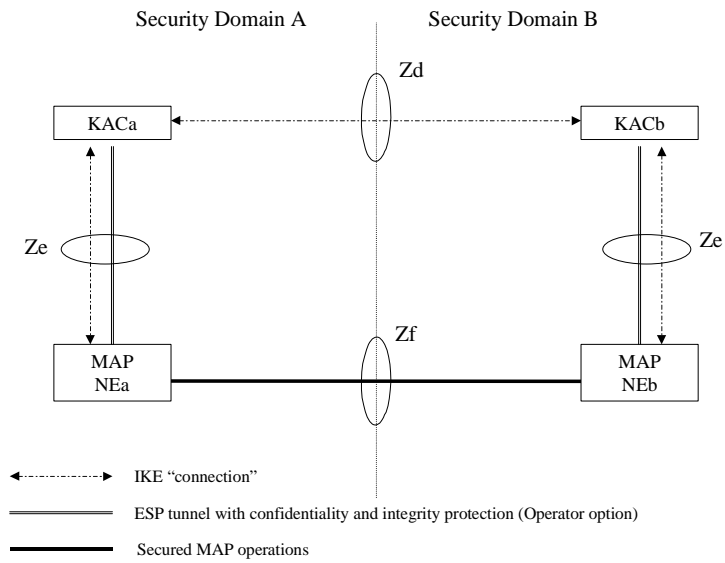 Security Domain A
Security Domain B
Zd
KACa
KACb
Ze
Ze
Zf
MAP
NEa
MAP
NEb
IKE “connection”
ESP tunnel with confidentiality and integrity protection (Operator option)
Secured MAP operations